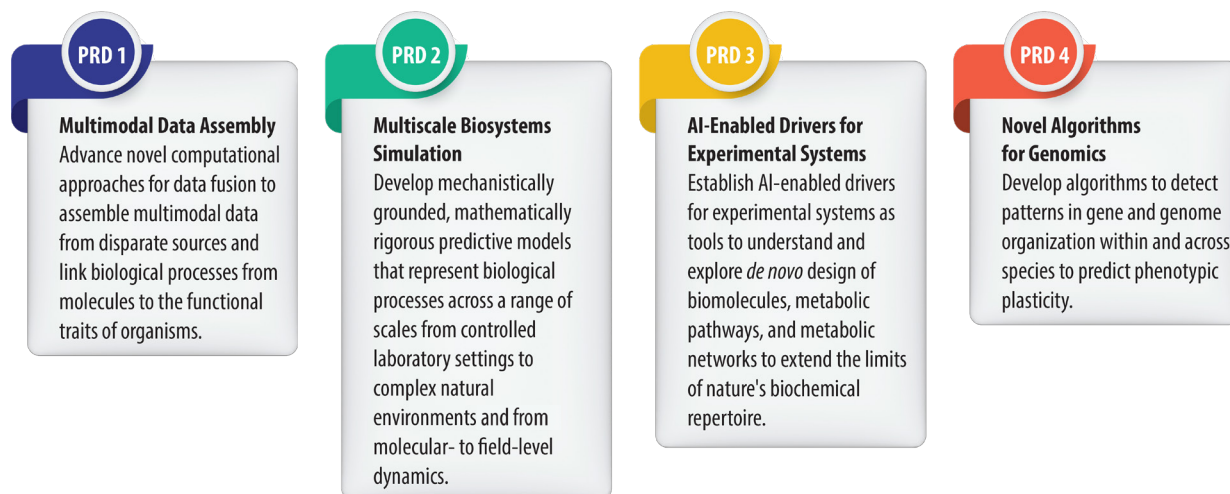 PRD 1
Multimodal Data Assembly
Advance novel computational
approaches for data fusion to
assemble multimodal data
from disparate sources and
link biological processes from
molecules to the functional
traits of organisms.
PRD 2
Multiscale Biosystems
Simulation
Develop mechanistically
grounded, mathematically
rigorous predictive models
that represent biological
processes across a range of
scales from controlled
laboratory settings to
complex natural
environments and from
molecular- to field-level
dynamics.
PRD 3
AI-Enabled Drivers for
Experimental Systems
Establish AI-enabled drivers
for experimental systems as
tools to understand and
explore de novo design of
biomolecules, metabolic
pathways, and metabolic
networks to extend the limits
of nature's biochemical
repertoire.
PRD 4
Novel Algorithms
for Genomics
Develop algorithms to detect
patterns in gene and genome
organization within and across
species to predict phenotypic
plasticity.